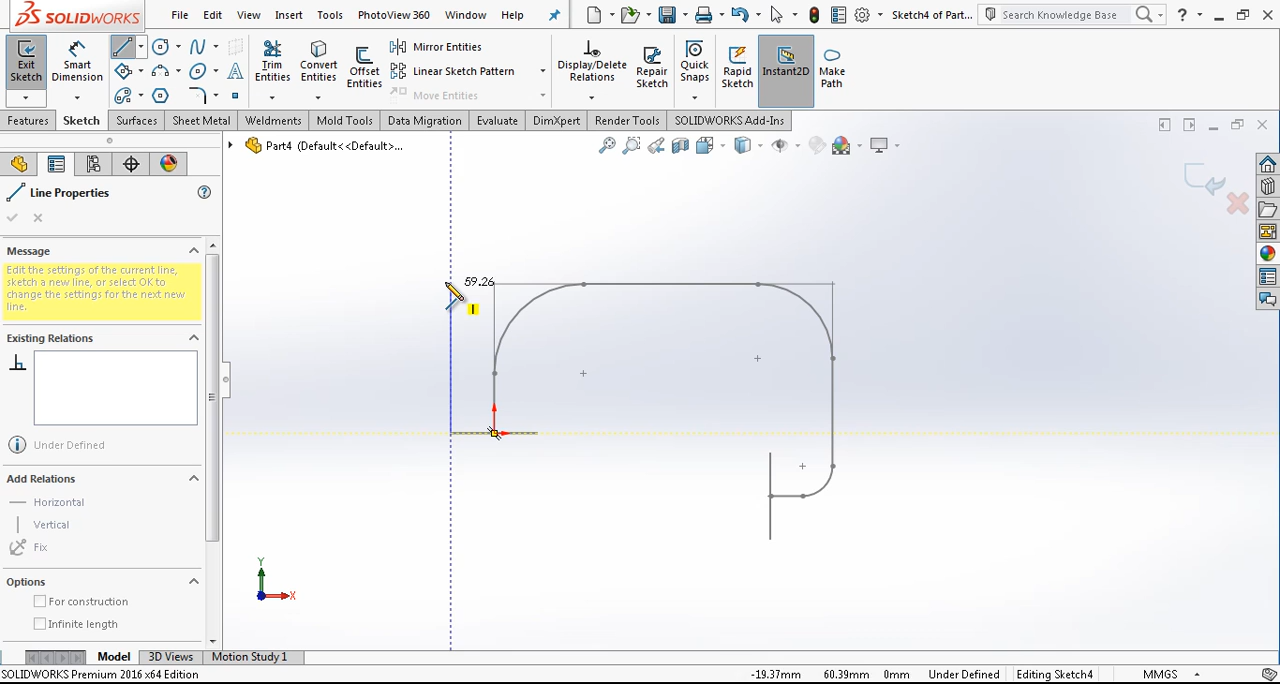 SOLIDWORKS File Edit View Insert Tools PhotoView 360 Window Help Sketch4 of Part... Search Knowledge Base ?
Exit Sketch
Smart Dimension
Trim Entities
Convert Entities
Offset Entities
Mirror Entities
Linear Sketch Pattern
Move Entities
Display/Delete Relations
Repair Sketch
Quick Snaps
Rapid Sketch
Instant2D
Make Path
Features Sketch Surfaces Sheet Metal Weldments Mold Tools Data Migration Evaluate DimXpert Render Tools SOLIDWORKS Add-Ins
Part4 (Default<<Default>...
Line Properties ?
Message
Edit the settings of the current line,
sketch a new line, or select OK to
change the settings for the next new
line.
Existing Relations
Under Defined
Add Relations
Horizontal
Vertical
Fix
Options
For construction
Infinite length
59.26
Y
X
Model 3D Views Motion Study 1
SOLIDWORKS Premium 2016 x64 Edition -19.37mm 60.39mm 0mm Under Defined Editing Sketch4 MMGS